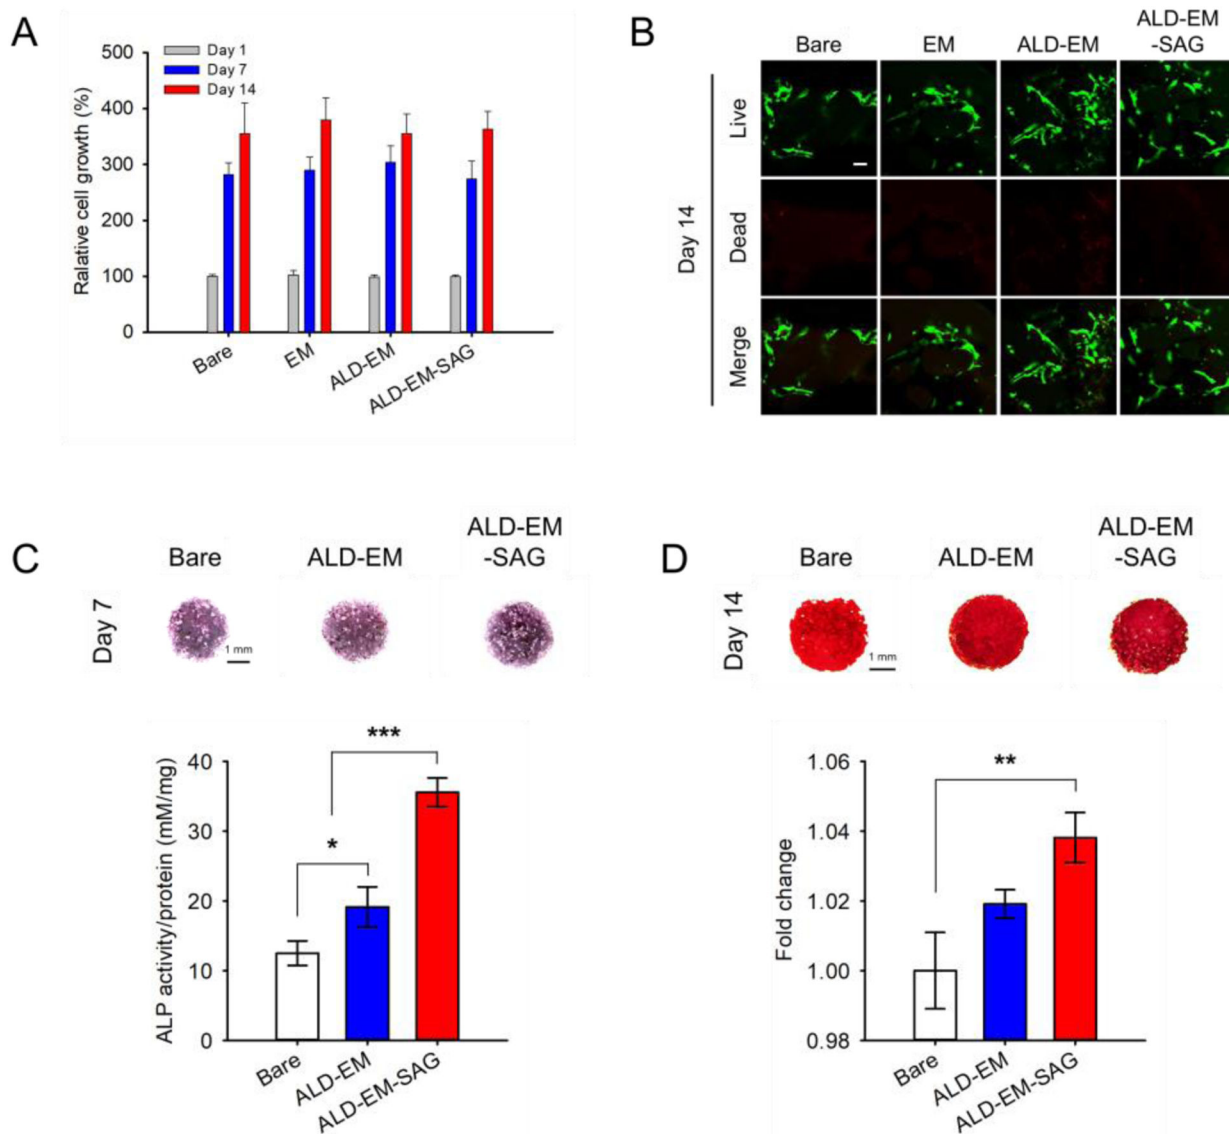 A
Ralative cell growth (%)
500
400
300
200
100
0
Day 1
Day 7
Day 14
Bare
EM
ALD-EM
ALD-EM-SAG
B
Bare
EM
ALD-EM
ALD-EM
-SAG
Day 14
Live
Dead
Merge
C
Bare
ALD-EM
ALD-EM
-SAG
Day 7
1 mm
ALP activity/protein (mM/mg)
40
30
20
10
0
*
***
Bare
ALD-EM
ALD-EM-SAG
D
Bare
ALD-EM
ALD-EM
-SAG
Day 14
1 mm
Fold change
1.06
1.04
1.02
1.00
0.98
**
Bare
ALD-EM
ALD-EM-SAG